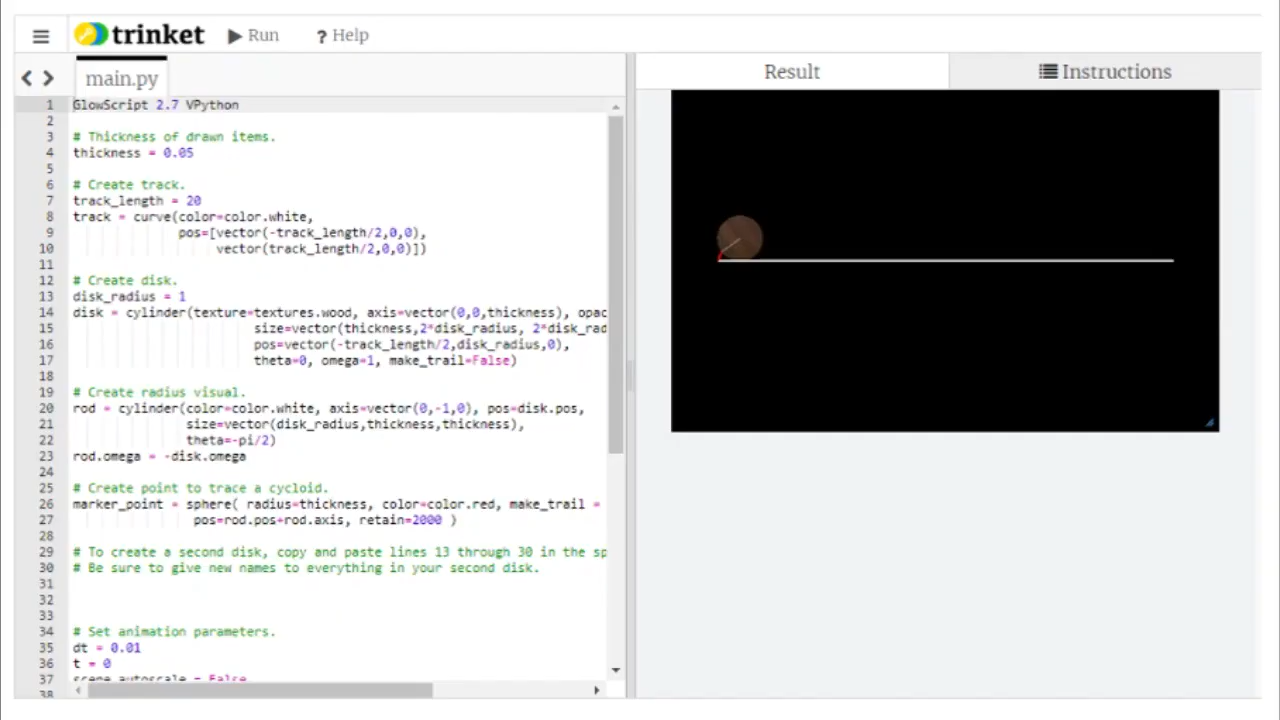 trinket Run ? Help
main.py
Result
Instructions
1 GlowScript 2.7 VPython
2
3 # Thickness of drawn items.
4 thickness = 0.05
5
6 # Create track.
7 track_length = 20
8 track = curve(color=color.white,
9 pos=[vector(-track_length/2,0,0),
10 vector(track_length/2,0,0)])
11
12 # Create disk.
13 disk_radius = 1
14 disk = cylinder(texture=textures.wood, axis=vector(0,0,thickness), opac
15 size=vector(thickness,2*disk_radius, 2*disk_rad
16 pos=vector(-track_length/2,disk_radius,0),
17 theta=0, omega=1, make_trail=False)
18
19 # Create radius visual.
20 rod = cylinder(color=color.white, axis=vector(0,-1,0), pos=disk.pos,
21 size=vector(disk_radius,thickness,thickness),
22 theta=-pi/2)
23 rod.omega = -disk.omega
24
25 # Create point to trace a cycloid.
26 marker_point = sphere( radius=thickness, color=color.red, make_trail =
27 pos=rod.pos+rod.axis, retain=2000 )
28
29 # To create a second disk, copy and paste lines 13 through 30 in the sp
30 # Be sure to give new names to everything in your second disk.
31
32
33
34 # Set animation parameters.
35 dt = 0.01
36 t = 0
37 scene.autoscale = False
38